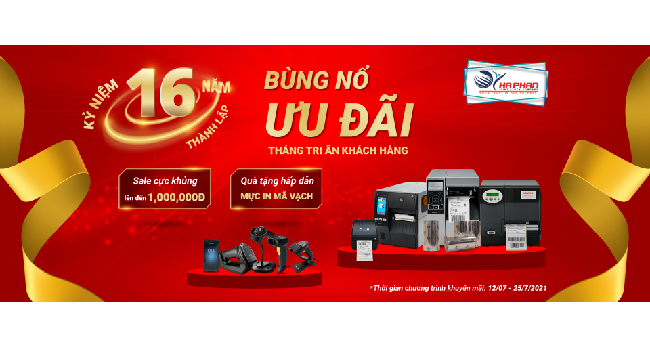 KỶ NIỆM
16 NĂM
THÀNH LẬP
BÙNG NỔ
ƯU ĐÃI
THÁNG TRI ÂN KHÁCH HÀNG
HAPHAN
Sale cực khủng
lên đến 1,000,000Đ
Quà tặng hấp dẫn
MỰC IN MÃ VẠCH
*Thời gian chương trình khuyến mãi: 12/07 - 25/7/2021